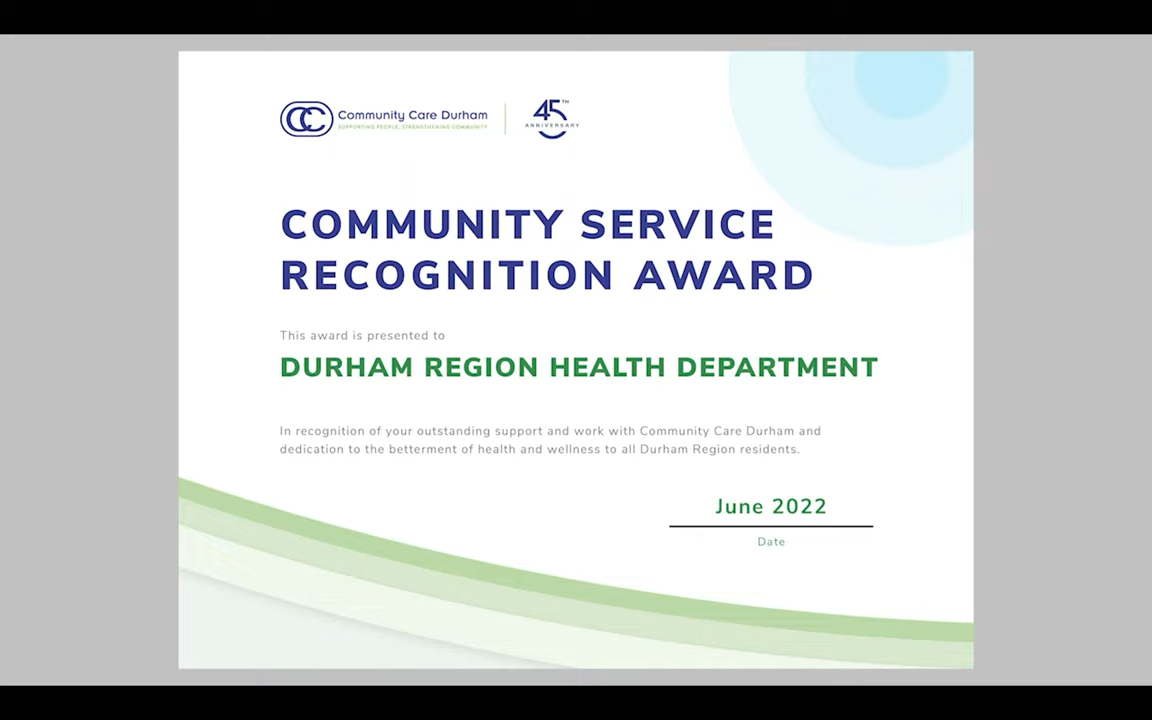 CC Community Care Durham
SUPPORTING PEOPLE, STRENGTHENING COMMUNITY
45TH
ANNIVERSARY
COMMUNITY SERVICE
RECOGNITION AWARD
This award is presented to
DURHAM REGION HEALTH DEPARTMENT
In recognition of your outstanding support and work with Community Care Durham and
dedication to the betterment of health and wellness to all Durham Region residents.
June 2022
Date